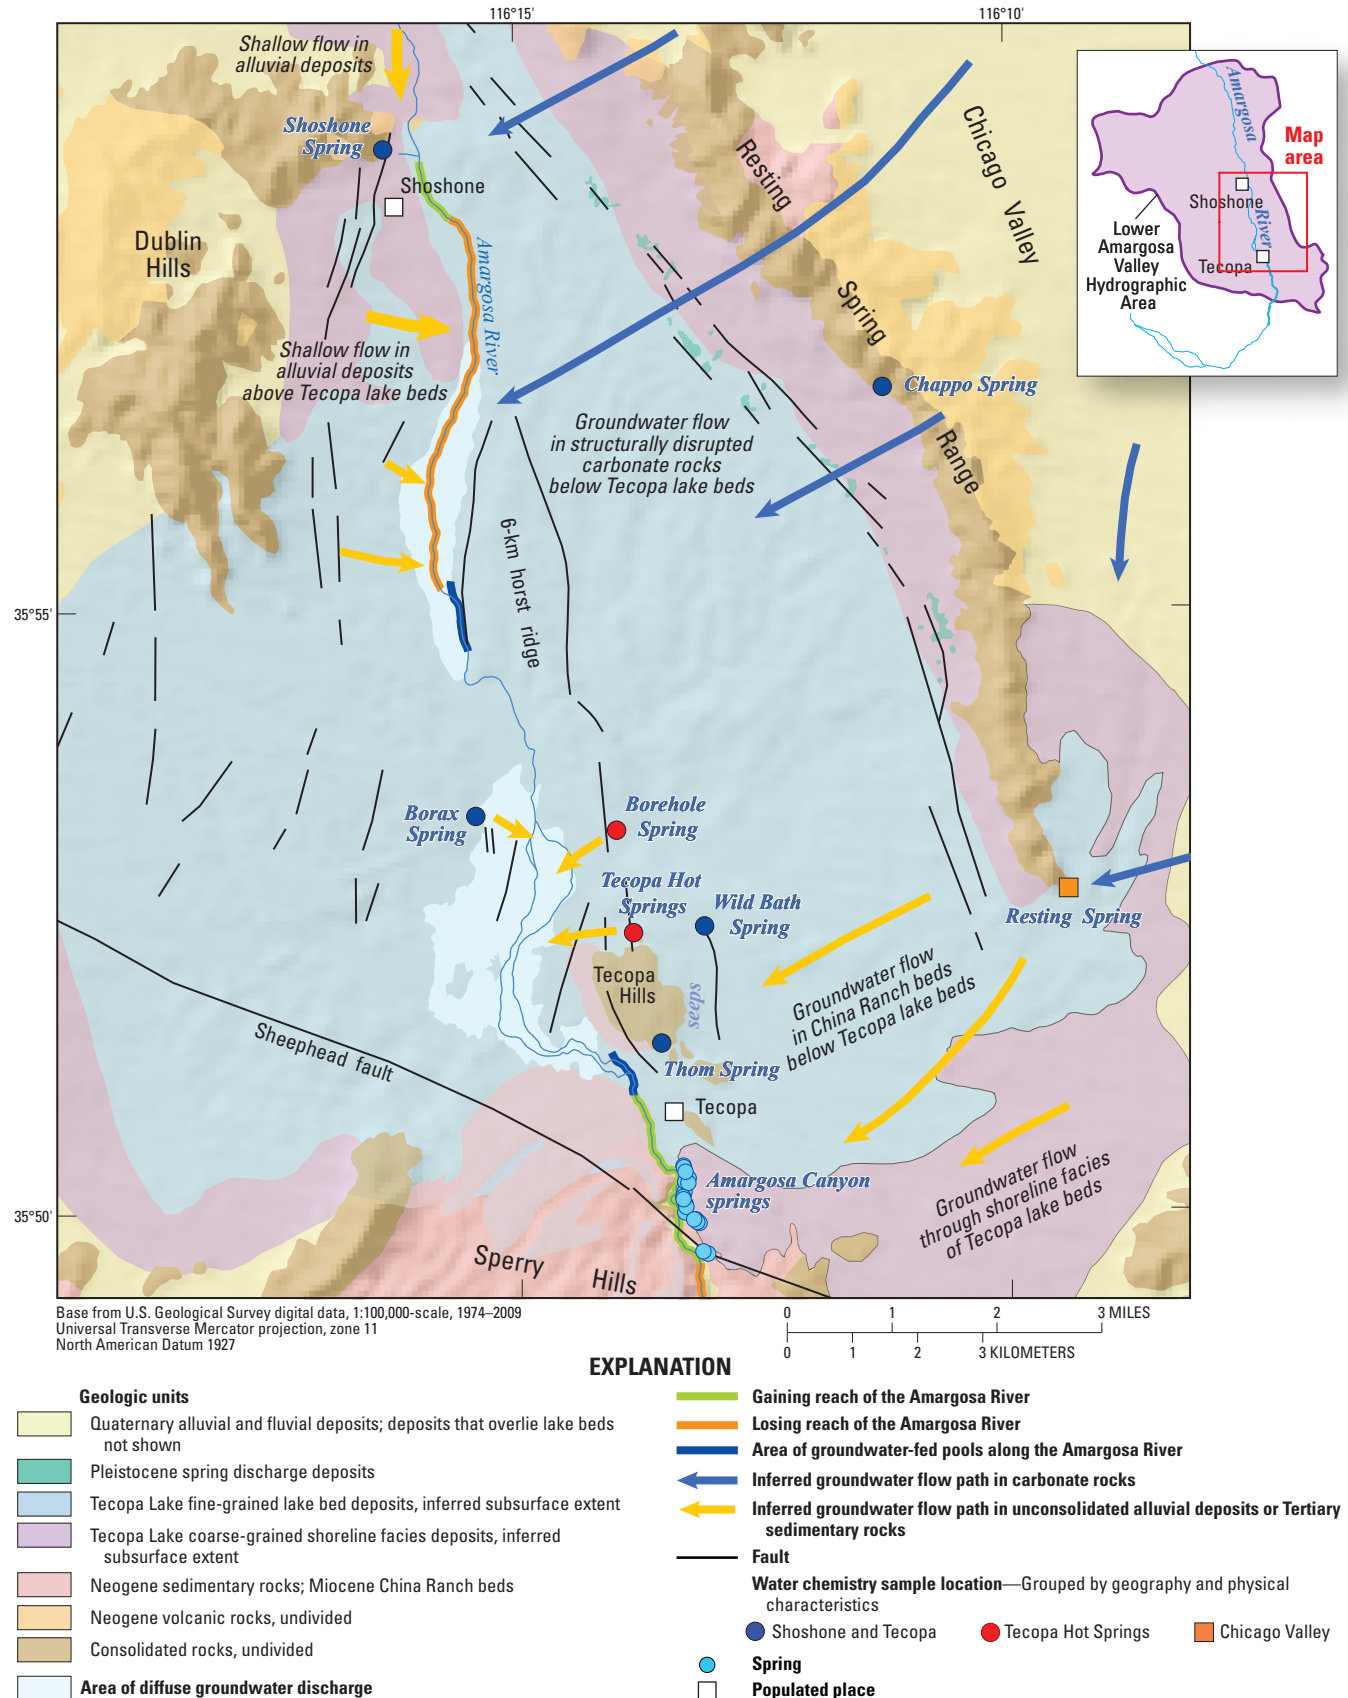 116°15'
116°10'
Shallow flow in
alluvial deposits
Shoshone
Spring
Shoshone
Dublin
Hills
Amargosa River
Shallow flow in
alluvial deposits
above Tecopa lake beds
Resting
Spring
Range
Chicago Valley
Chappo Spring
Groundwater flow
in structurally disrupted
carbonate rocks
below Tecopa lake beds
6-km horst ridge
35°55'
Amargosa
River
Map
area
Shoshone
Tecopa
Lower
Amargosa
Valley
Hydrographic
Area
Borax
Spring
Borehole
Spring
Tecopa Hot
Springs
Wild Bath
Spring
Resting Spring
Tecopa
Hills
seeps
Groundwater flow
in China Ranch beds
below Tecopa lake beds
Sheephead fault
Thom Spring
Tecopa
Amargosa Canyon
springs
Groundwater flow
through shoreline facies
of Tecopa lake beds
35°50'
Sperry Hills
Base from U.S. Geological Survey digital data, 1:100,000-scale, 1974–2009
Universal Transverse Mercator projection, zone 11
North American Datum 1927
0 1 2 3 MILES
0 1 2 3 KILOMETERS
EXPLANATION
Geologic units
Quaternary alluvial and fluvial deposits; deposits that overlie lake beds
not shown
Pleistocene spring discharge deposits
Tecopa Lake fine-grained lake bed deposits, inferred subsurface extent
Tecopa Lake coarse-grained shoreline facies deposits, inferred
subsurface extent
Neogene sedimentary rocks; Miocene China Ranch beds
Neogene volcanic rocks, undivided
Consolidated rocks, undivided
Area of diffuse groundwater discharge
Gaining reach of the Amargosa River
Losing reach of the Amargosa River
Area of groundwater-fed pools along the Amargosa River
Inferred groundwater flow path in carbonate rocks
Inferred groundwater flow path in unconsolidated alluvial deposits or Tertiary
sedimentary rocks
Fault
Water chemistry sample location—Grouped by geography and physical
characteristics
Shoshone and Tecopa
Tecopa Hot Springs
Chicago Valley
Spring
Populated place